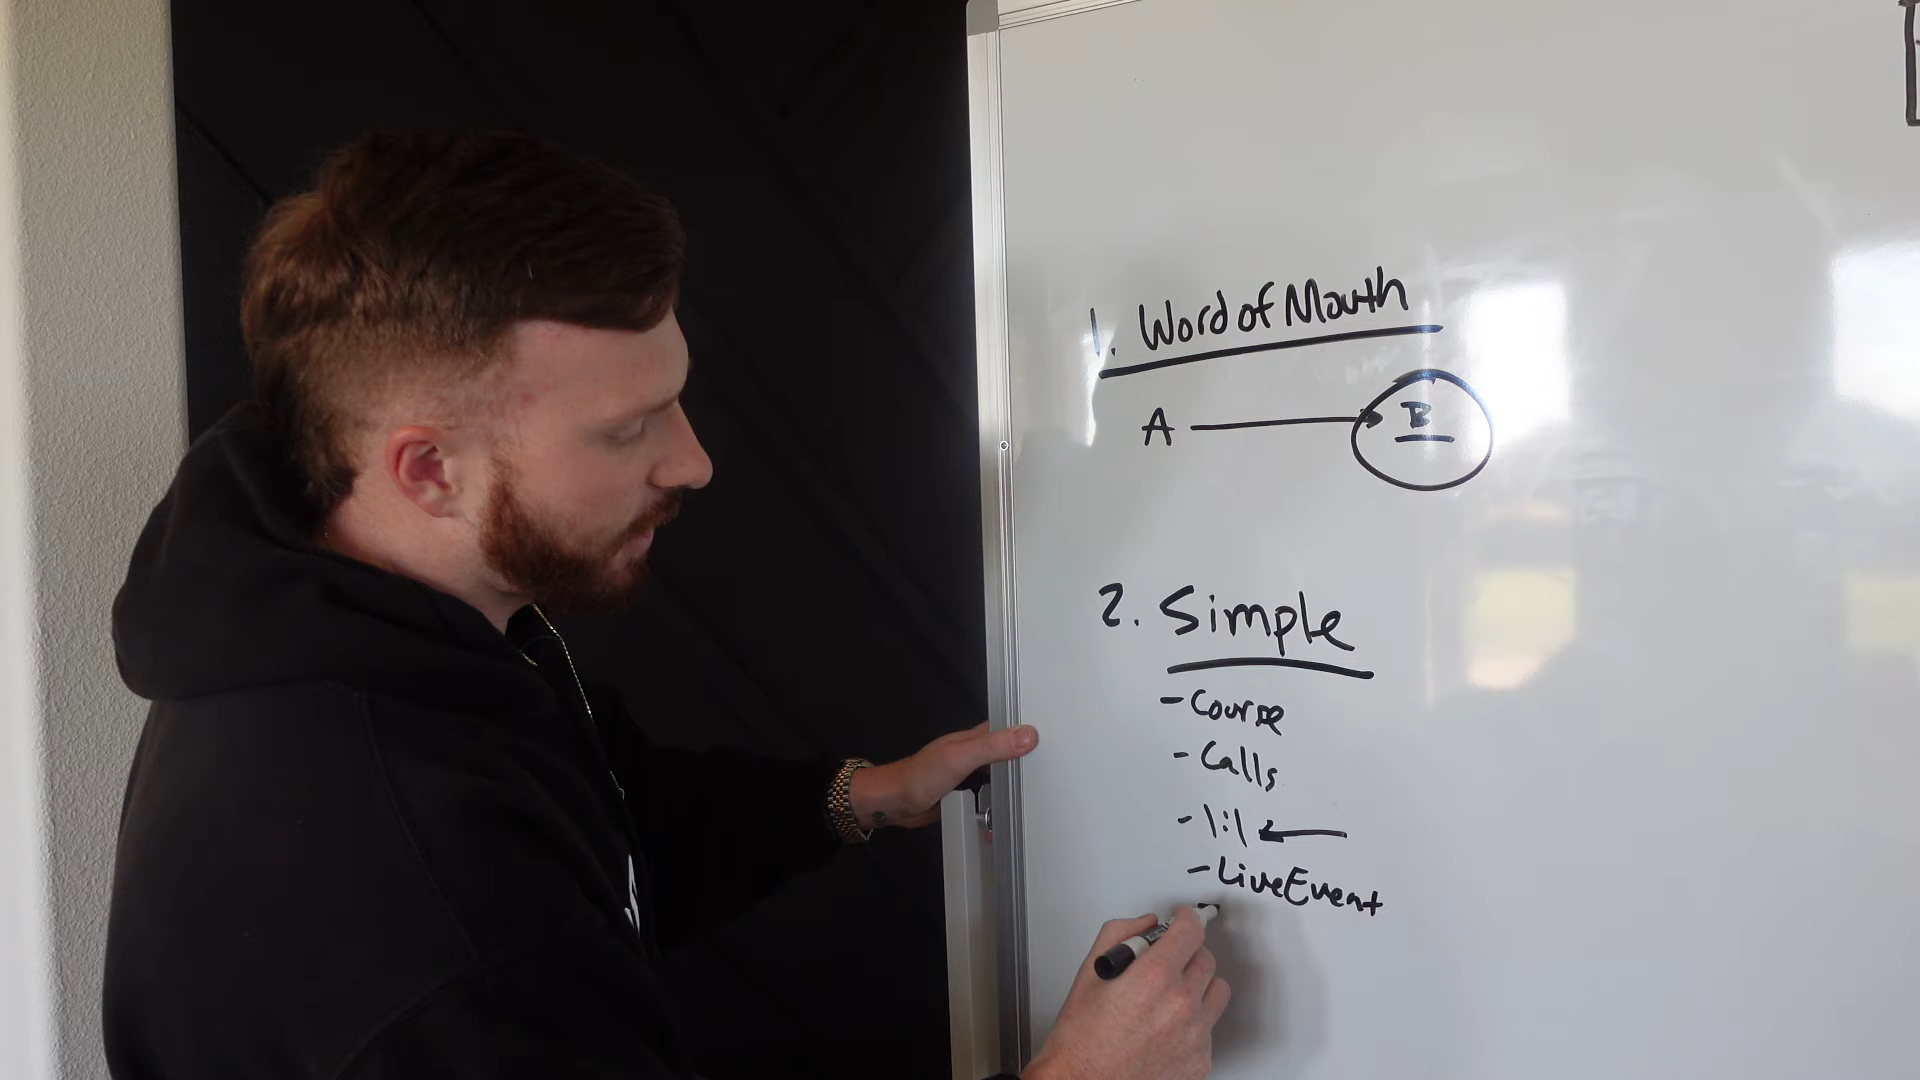 1. Word of Mouth
A B
2. Simple
- Course
- Calls
- 1:1
- Live Event